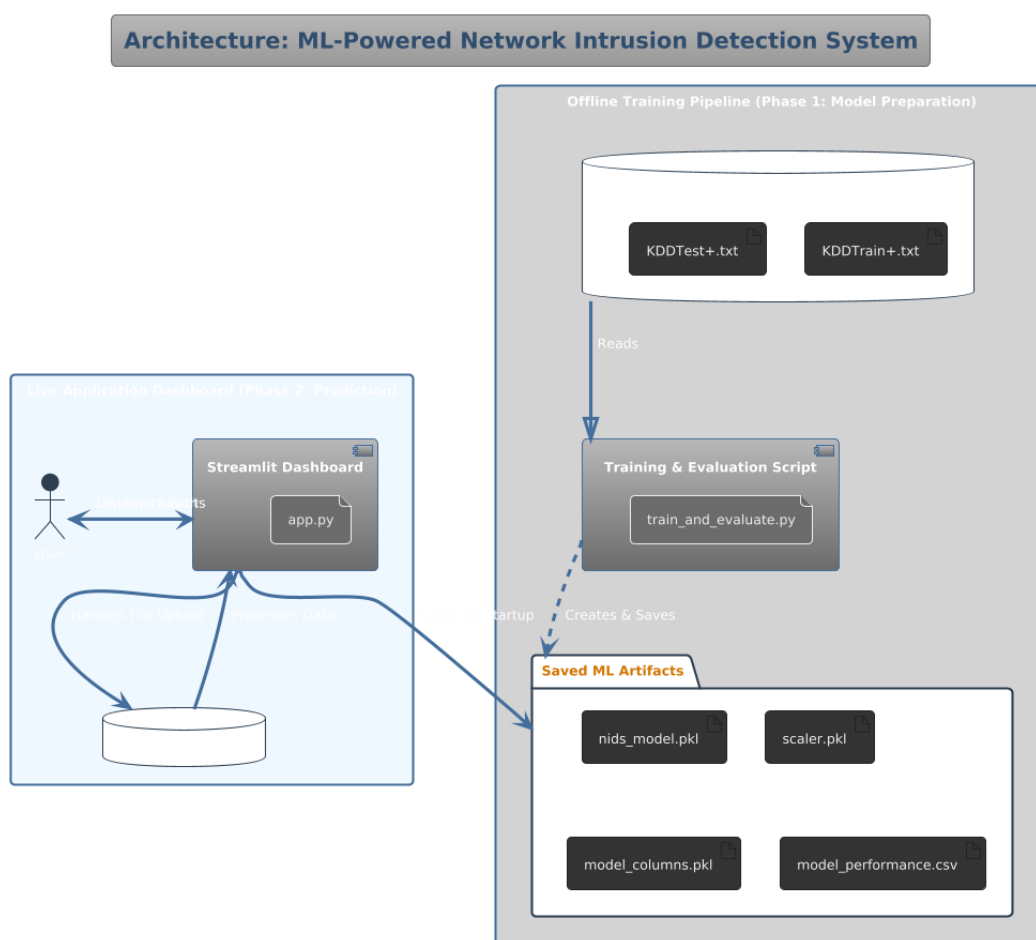 Architecture: ML-Powered Network Intrusion Detection System
Offline Training Pipeline (Phase 1: Model Preparation)
KDDTest+.txt
KDDTrain+.txt
Reads
Live Application Dashboard (Phase 2: Prediction)
Streamlit Dashboard
app.py
User
Training & Evaluation Script
train_and_evaluate.py
Handles File Upload
Processes Data
Startup
Creates & Saves
Saved ML Artifacts
nids_model.pkl
scaler.pkl
model_columns.pkl
model_performance.csv